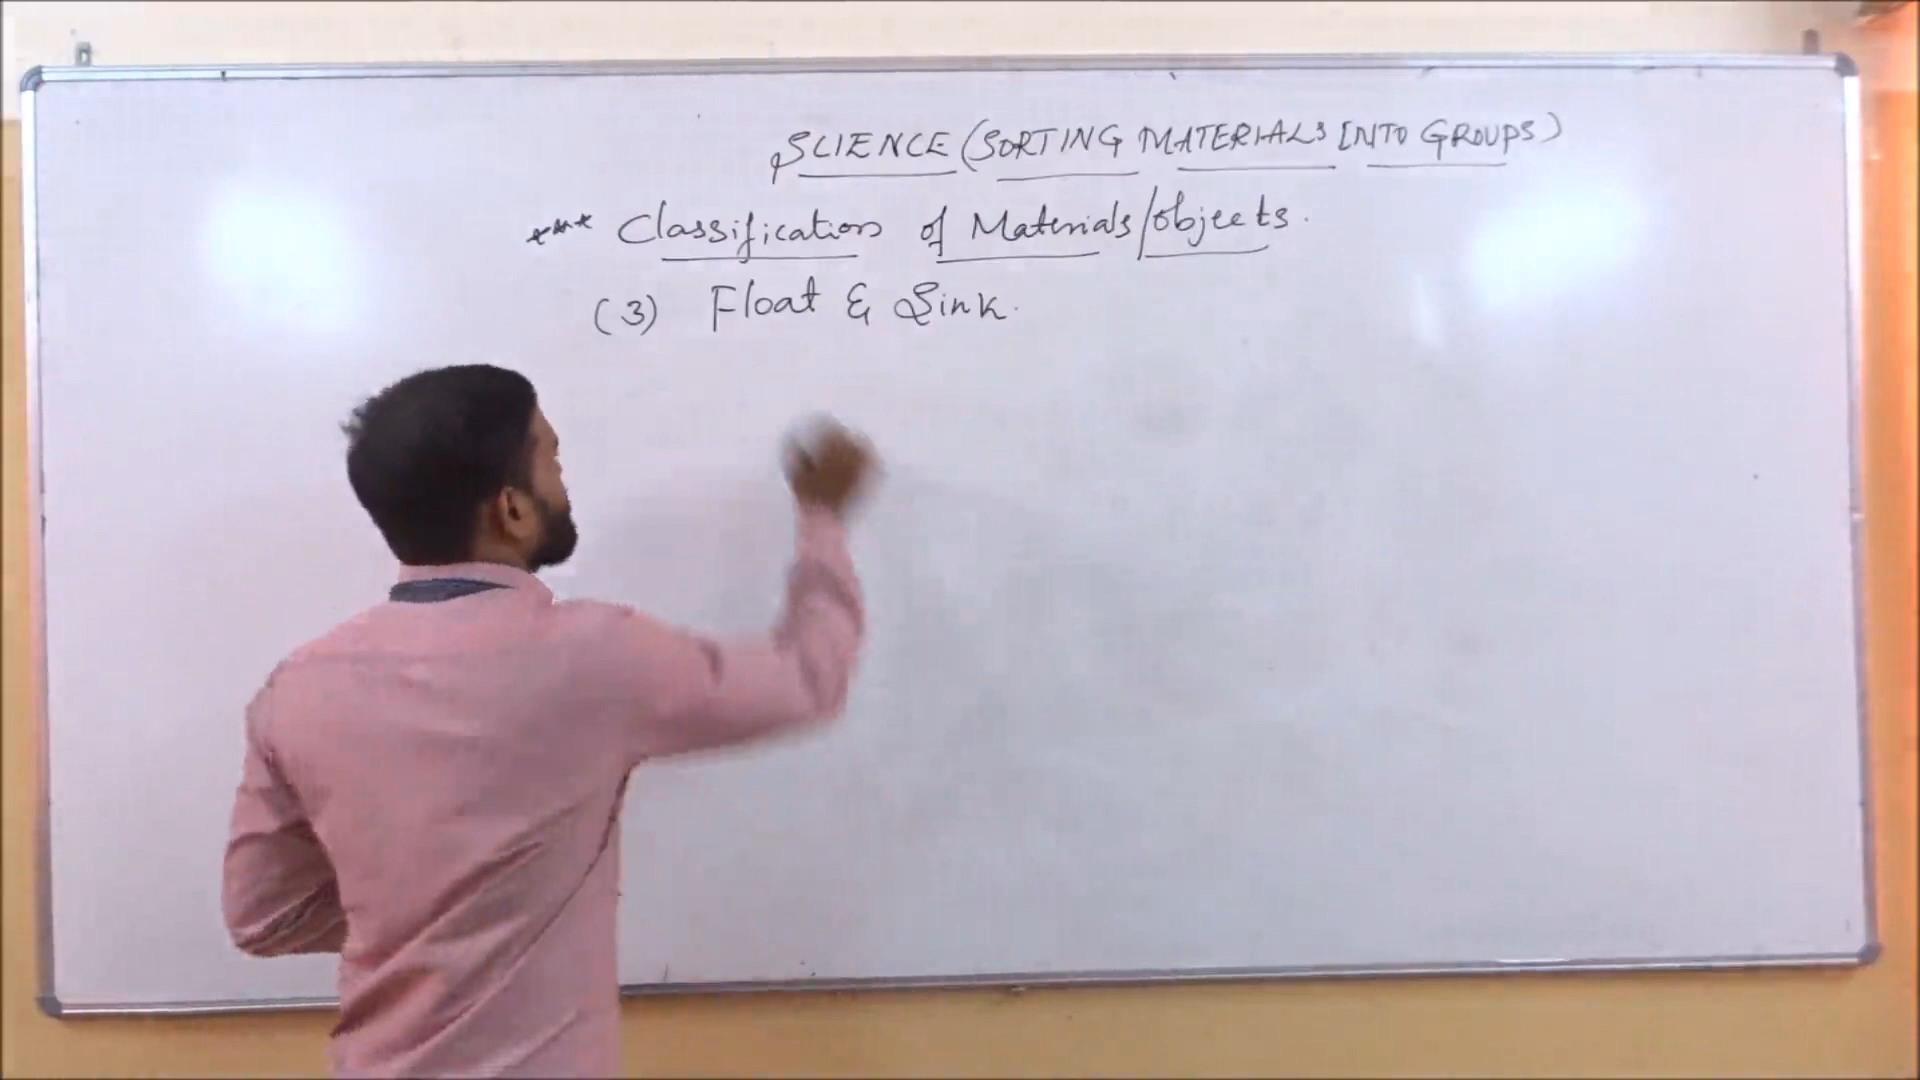 SCIENCE (SORTING MATERIALS INTO GROUPS)
*** Classification of Materials/objects.
(3) Float & Sink.